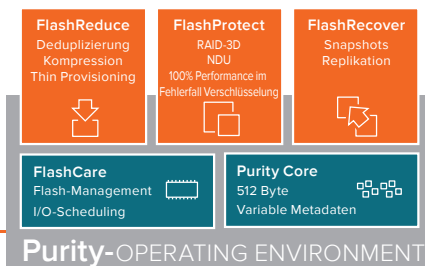 FlashReduce
Deduplizierung
Kompression
Thin Provisioning
FlashProtect
RAID-3D
NDU
100% Performance im
Fehlerfall Verschlüsselung
FlashRecover
Snapshots
Replikation
FlashCare
Flash-Management
I/O-Scheduling
Purity Core
512 Byte
Variable Metadaten
Purity-OPERATING ENVIRONMENT